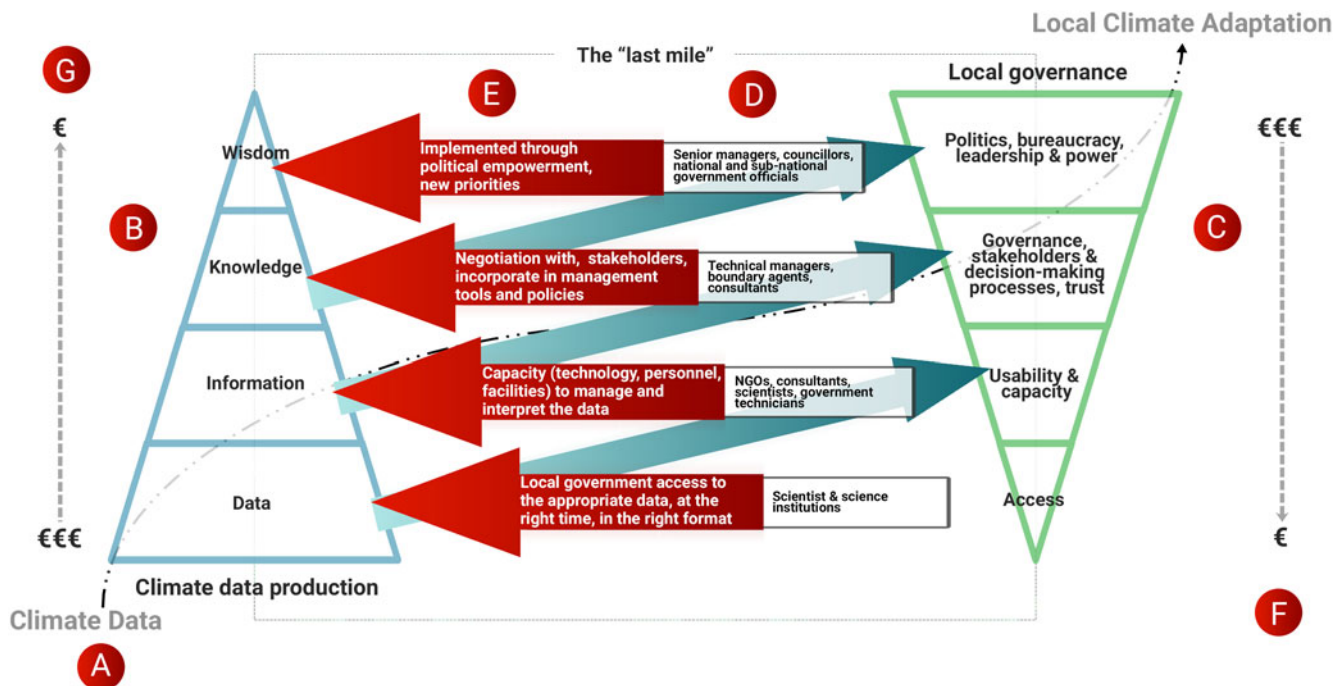 Local Climate Adaptation
The “last mile”
G
E
D
Local governance
€
€€€
Wisdom
Implemented through
political empowerment,
new priorities
Senior managers, councillors,
national and sub-national
government officials
Politics, bureaucracy,
leadership & power
B
C
Knowledge
Negotiation with, stakeholders,
incorporate in management
tools and policies
Technical managers,
boundary agents,
consultants
Governance,
stakeholders &
decision-making
processes, trust
Information
Capacity (technology, personnel,
facilities) to manage and
interpret the data
NGOs, consultants,
scientists, government
technicians
Usability &
capacity
Data
Local government access to
the appropriate data, at the
right time, in the right format
Scientist & science
institutions
Access
€€€
€
Climate data production
Climate Data
F
A